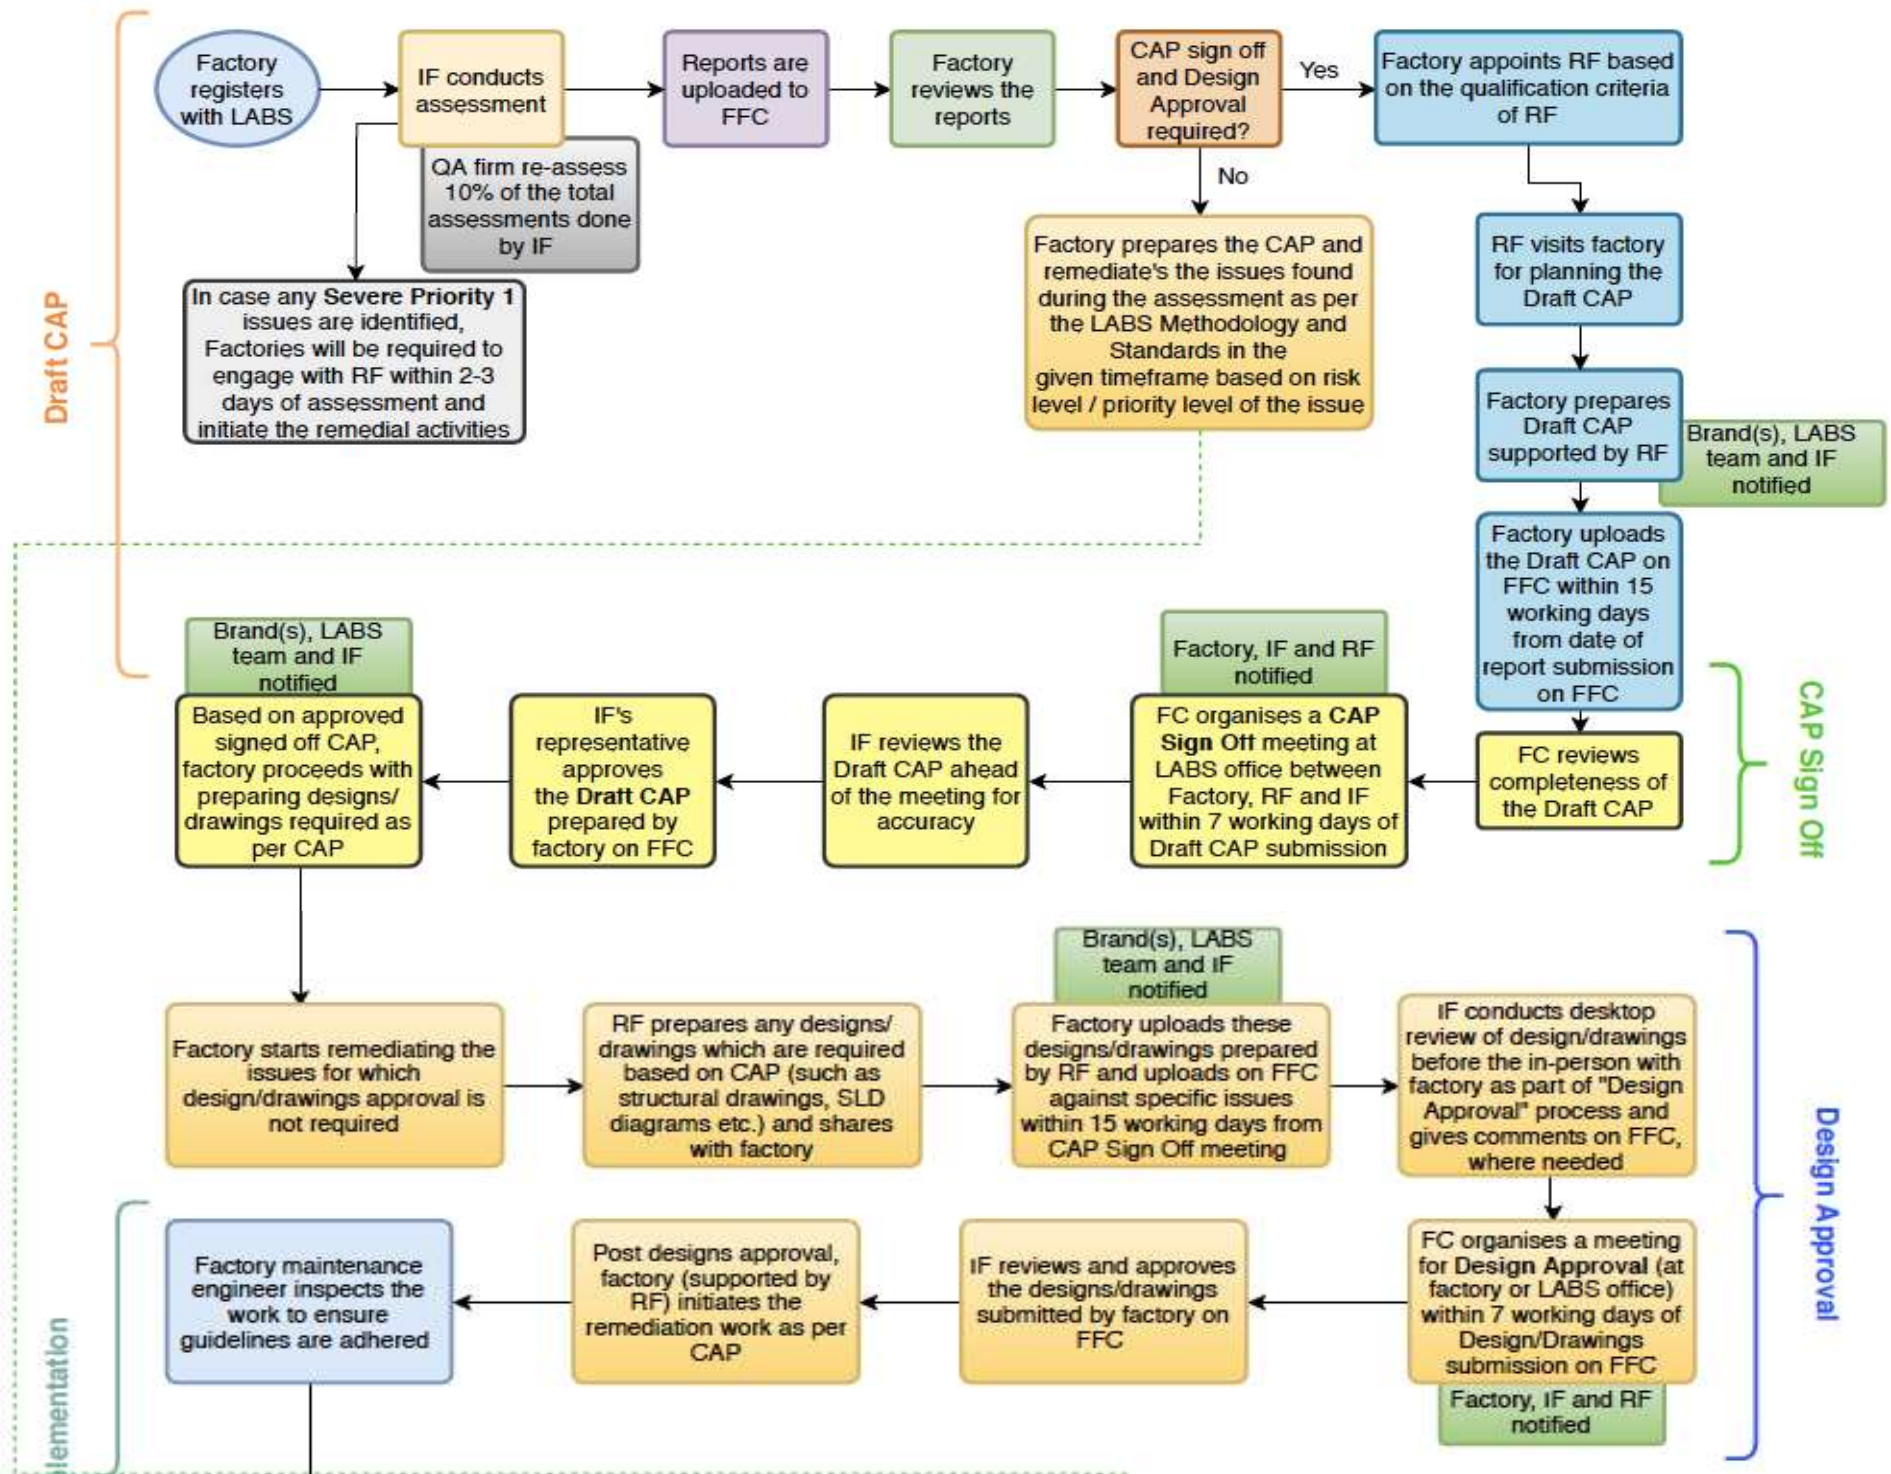 Factory
registers
with LABS
IF conducts
assessment
Reports are
uploaded to
FFC
Factory
reviews the
reports
CAP sign off
and Design
Approval
required?
Yes
Factory appoints RF based
on the qualification criteria
of RF
QA firm re-assess
10% of the total
assessments done
by IF
No
In case any Severe Priority 1
issues are identified,
Factories will be required to
engage with RF within 2-3
days of assessment and
initiate the remedial activities
Factory prepares the CAP and
remediate's the issues found
during the assessment as per
the LABS Methodology and
Standards in the
given timeframe based on risk
level / priority level of the issue
RF visits factory
for planning the
Draft CAP
Factory prepares
Draft CAP
supported by RF
Brand(s), LABS
team and IF
notified
Factory uploads
the Draft CAP on
FFC within 15
working days
from date of
report submission
on FFC
Draft CAP
FC reviews
completeness of
the Draft CAP
Factory, IF and RF
notified
FC organises a CAP
Sign Off meeting at
LABS office between
Factory, RF and IF
within 7 working days of
Draft CAP submission
IF reviews the
Draft CAP ahead
of the meeting for
accuracy
IF's
representative
approves
the Draft CAP
prepared by
factory on FFC
Brand(s), LABS
team and IF
notified
Based on approved
signed off CAP,
factory proceeds with
preparing designs/
drawings required as
per CAP
CAP Sign Off
Factory starts remediating the
issues for which
design/drawings approval is
not required
RF prepares any designs/
drawings which are required
based on CAP (such as
structural drawings, SLD
diagrams etc.) and shares
with factory
Brand(s), LABS
team and IF
notified
Factory uploads these
designs/drawings prepared
by RF and uploads on FFC
against specific issues
within 15 working days from
CAP Sign Off meeting
IF conducts desktop
review of design/drawings
before the in-person with
factory as part of "Design
Approval" process and
gives comments on FFC,
where needed
FC organises a meeting
for Design Approval (at
factory or LABS office)
within 7 working days of
Design/Drawings
submission on FFC
Factory, IF and RF
notified
IF reviews and approves
the designs/drawings
submitted by factory on
FFC
Post designs approval,
factory (supported by
RF) initiates the
remediation work as per
CAP
Factory maintenance
engineer inspects the
work to ensure
guidelines are adhered
Design Approval
lementation